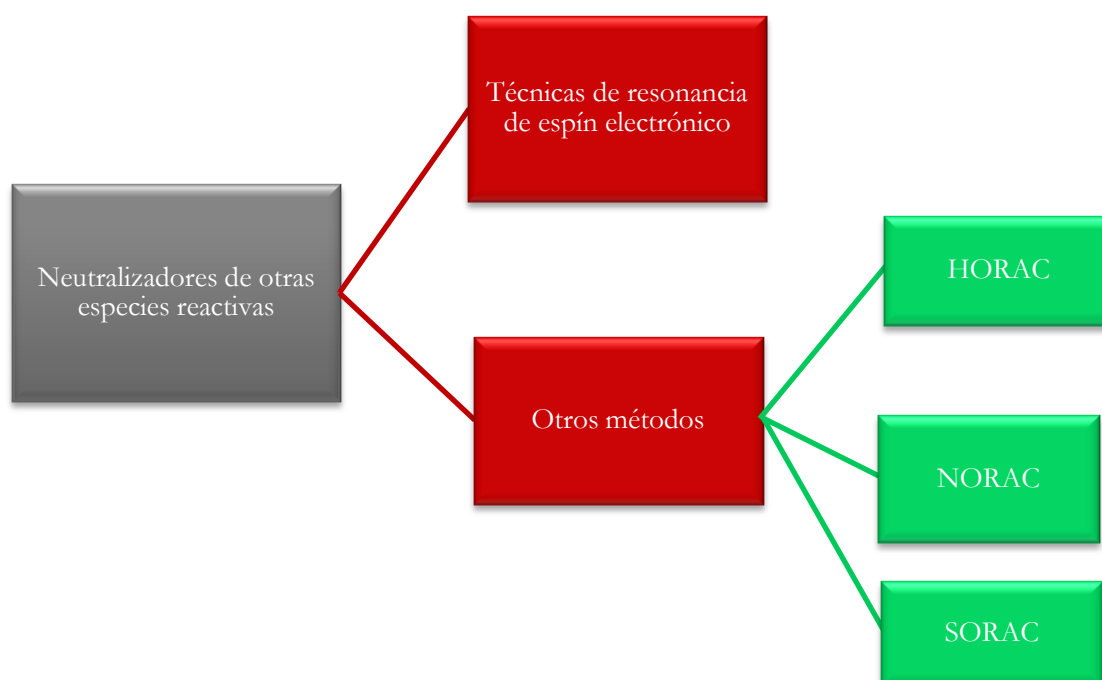 Neutralizadores de otras
especies reactivas
Técnicas de resonancia
de espín electrónico
Otros métodos
HORAC
NORAC
SORAC